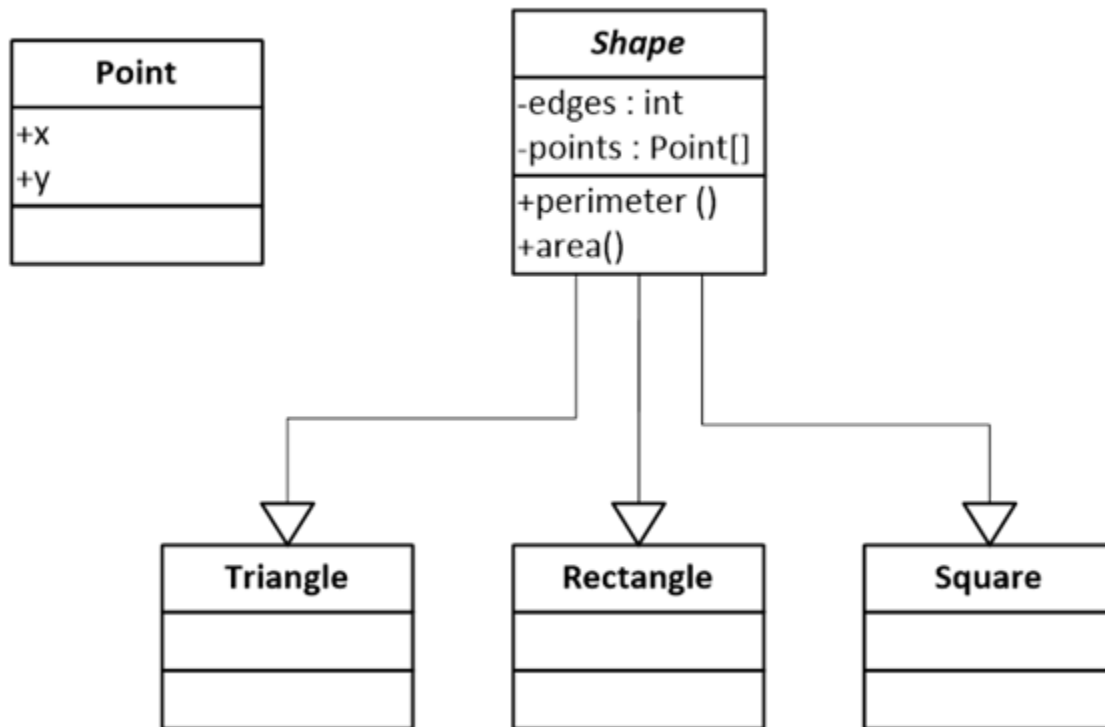 Point
+x
+y
Shape
-edges : int
-points : Point[]
+perimeter ()
+area()
Triangle
Rectangle
Square